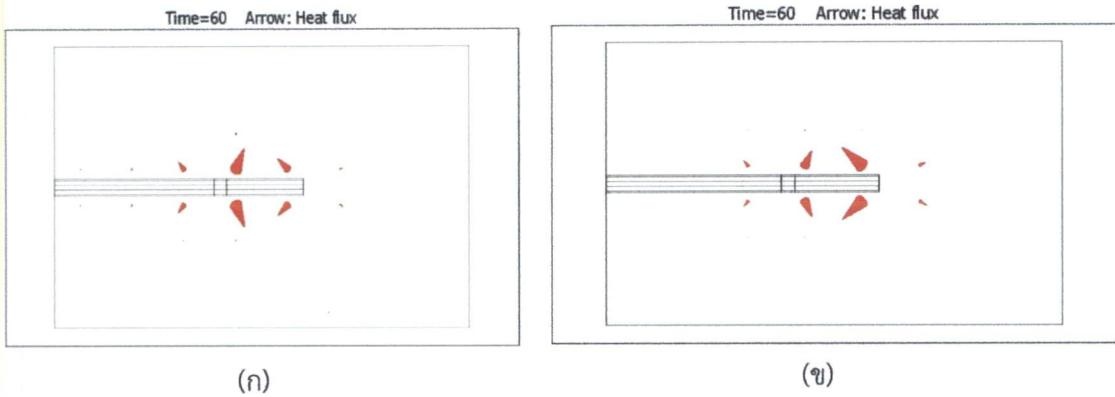 Time=60 Arrow: Heat flux
Time=60 Arrow: Heat flux
(ก)
(ข)